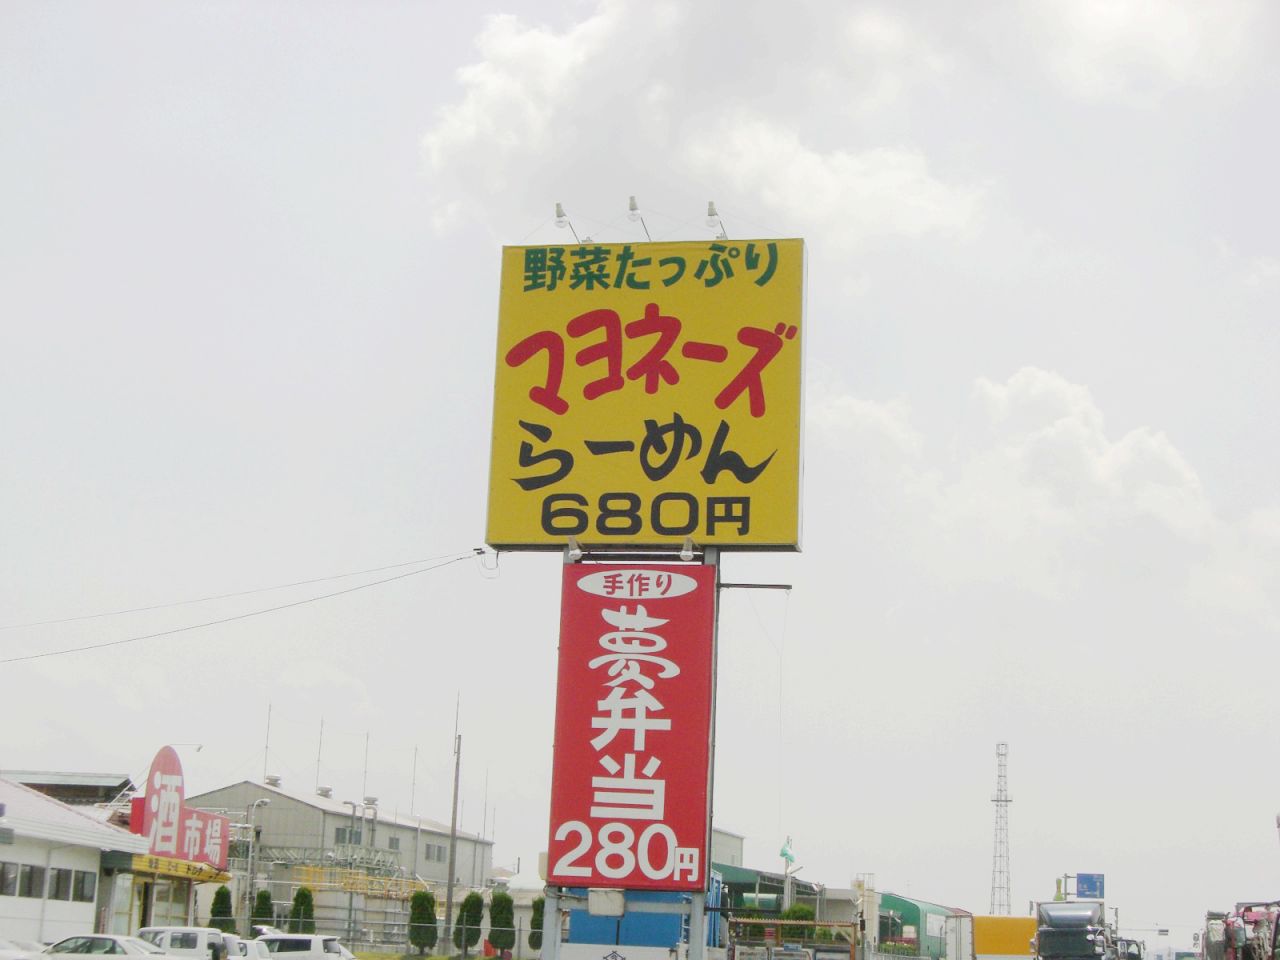 野菜たっぷり
マヨネーズ
らーめん
680円
手作り
夢弁当
280円
酒市場